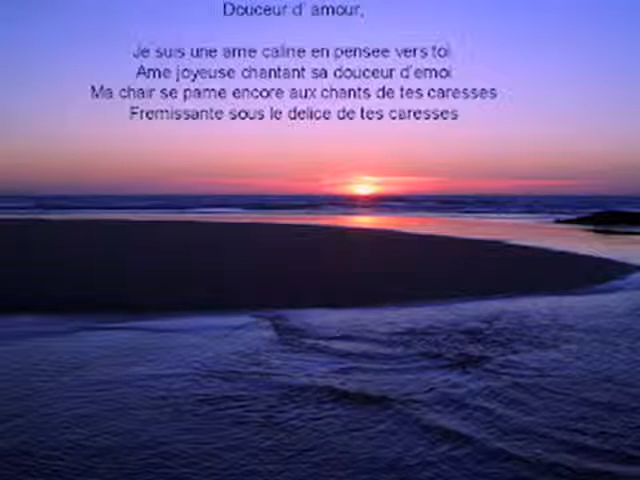 Douceur d' amour,
Je suis une ame caline en pensee vers toi
Ame joyeuse chantant sa douceur d'emoi
Ma chair se pame encore aux chants de tes caresses
Fremissante sous le delice de tes caresses